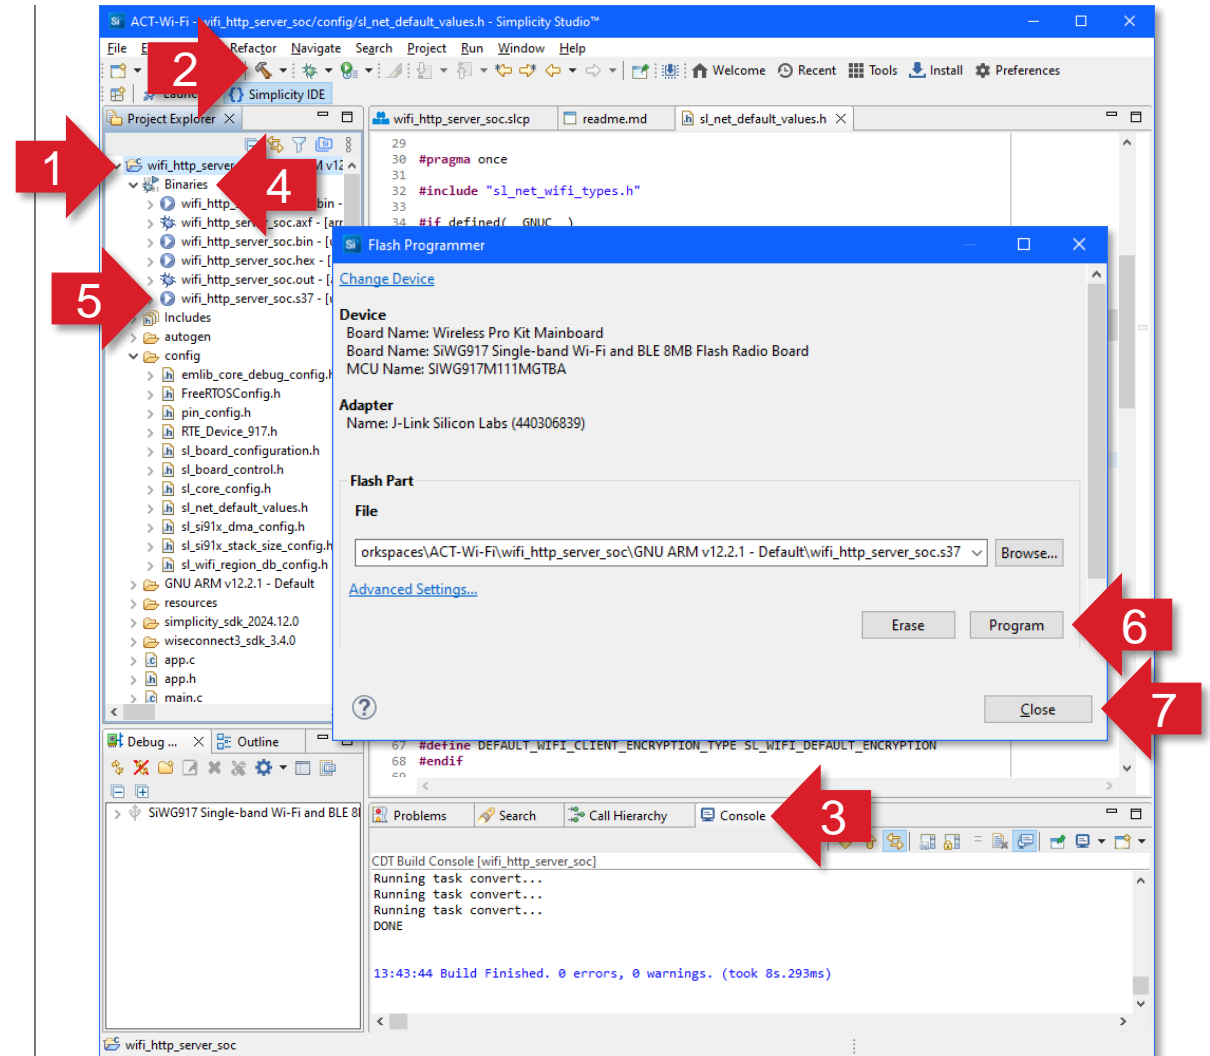 ACT-Wi-Fi - wifi_http_server_soc/config/sl_net_default_values.h - Simplicity Studio™
File E Refactor Navigate Search Project Run Window Help
2
Welcome Recent Tools Install Preferences
Simplicity IDE
Project Explorer
wifi_http_server_soc.slcp readme.md sl_net_default_values.h
1
wifi_http_server
4
Binaries
wifi_http_ bin -
wifi_http_server_soc.axf - [arr
wifi_http_server_soc.bin - [u
wifi_http_server_soc.hex - [
wifi_http_server_soc.out - [a
5
wifi_http_server_soc.s37 - [u
Includes
autogen
config
emlib_core_debug_config.h
FreeRTOSConfig.h
pin_config.h
RTE_Device_917.h
sl_board_configuration.h
sl_board_control.h
sl_core_config.h
sl_net_default_values.h
sl_si91x_dma_config.h
sl_si91x_stack_size_config.h
sl_wifi_region_db_config.h
GNU ARM v12.2.1 - Default
resources
simplicity_sdk_2024.12.0
wiseconnect3_sdk_3.4.0
app.c
app.h
main.c
29
30 #pragma once
31
32 #include "sl_net_wifi_types.h"
33
34 #if defined(__GNUC__)
Flash Programmer
Change Device
Device
Board Name: Wireless Pro Kit Mainboard
Board Name: SiWG917 Single-band Wi-Fi and BLE 8MB Flash Radio Board
MCU Name: SIWG917M111MGTBA
Adapter
Name: J-Link Silicon Labs (440306839)
Flash Part
File
orkspaces\ACT-Wi-Fi\wifi_http_server_soc\GNU ARM v12.2.1 - Default\wifi_http_server_soc.s37 Browse...
Advanced Settings...
Erase Program
6
Close
7
67 #define DEFAULT_WIFI_CLIENT_ENCRYPTION_TYPE SL_WIFI_DEFAULT_ENCRYPTION
68 #endif
69
Debug ... Outline
SiWG917 Single-band Wi-Fi and BLE 8
Problems Search Call Hierarchy Console
3
CDT Build Console [wifi_http_server_soc]
Running task convert...
Running task convert...
Running task convert...
DONE
13:43:44 Build Finished. 0 errors, 0 warnings. (took 8s.293ms)
wifi_http_server_soc